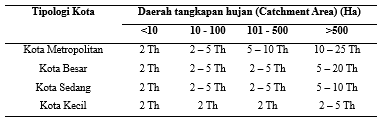 Tipologi Kota Daerah tangkapan hujan (Catchment Area) (Ha)
<10 10 - 100 101 - 500 >500
Kota Metropolitan 2 Th 2 – 5 Th 5 – 10 Th 10 – 25 Th
Kota Besar 2 Th 2 – 5 Th 2 – 5 Th 5 – 20 Th
Kota Sedang 2 Th 2 – 5 Th 2 – 5 Th 5 – 10 Th
Kota Kecil 2 Th 2 Th 2 Th 2 – 5 Th